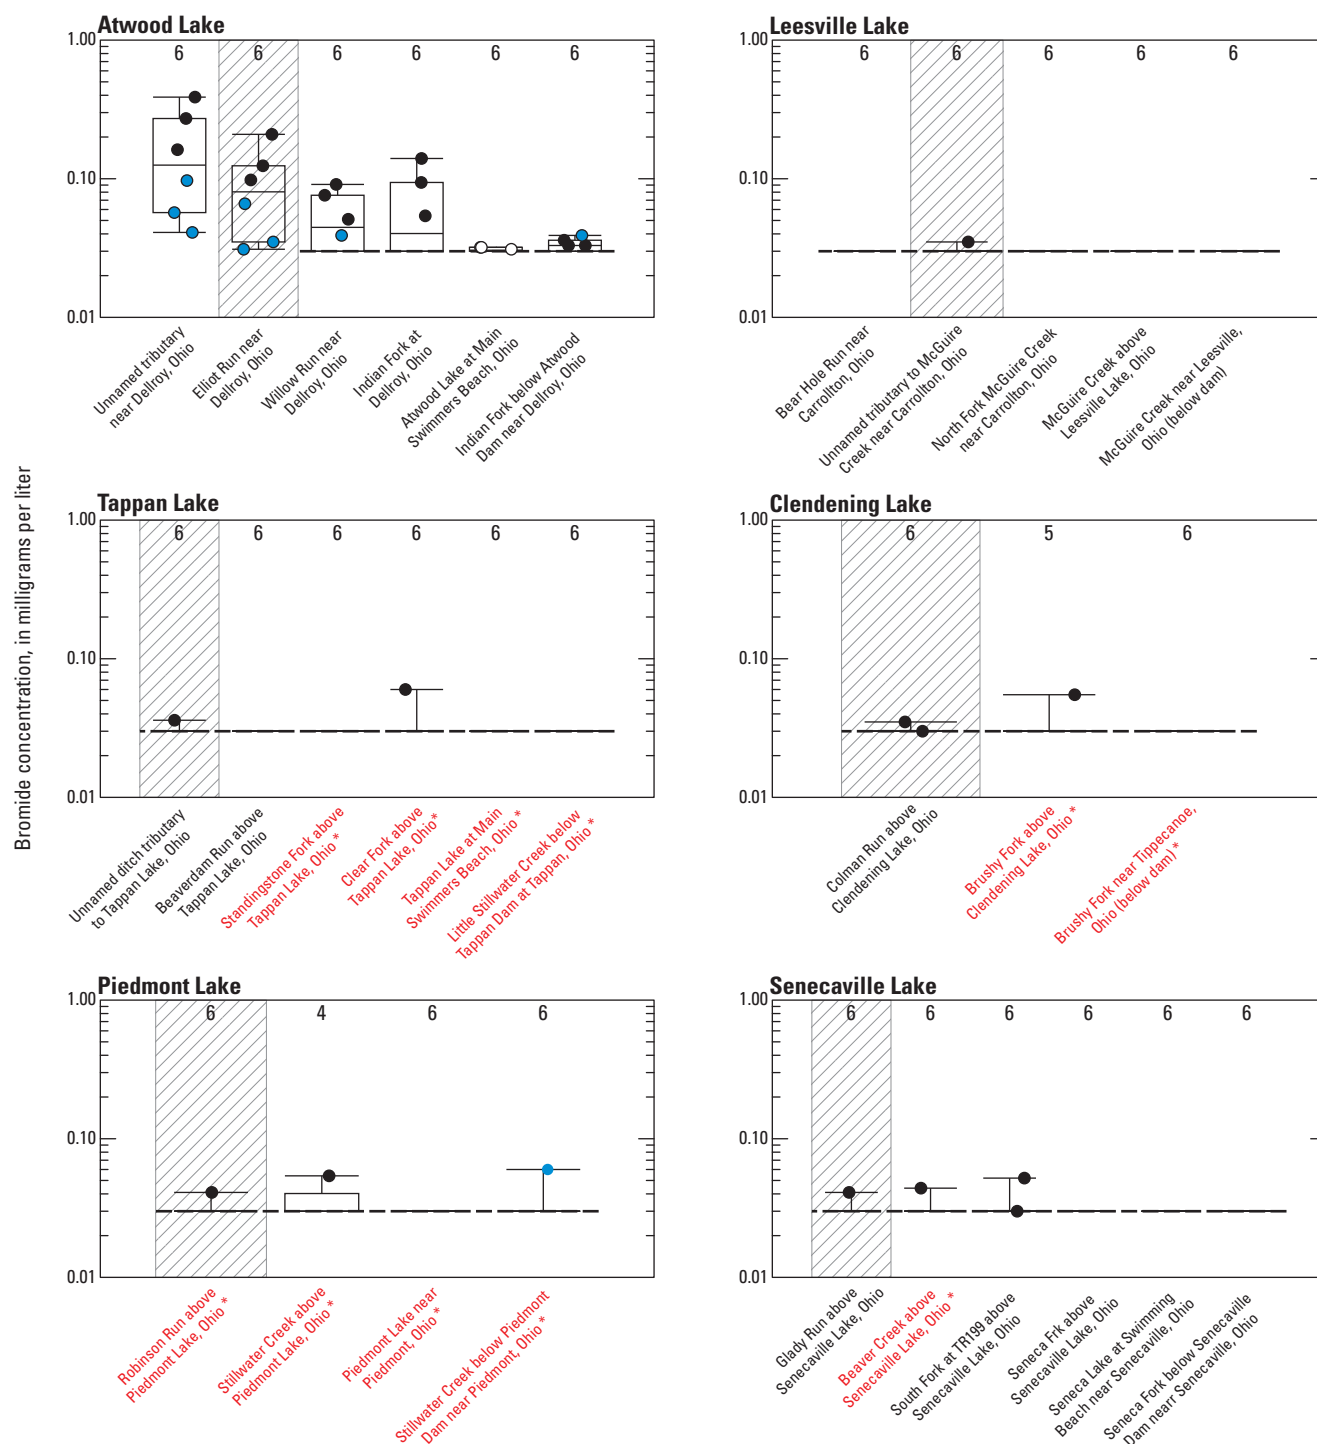 Bromide concentration, in milligrams per liter
Atwood Lake
1.00
0.10
0.01
6 6 6 6 6 6
Unnamed tributary
near Dellroy, Ohio
Elliot Run near
Dellroy, Ohio
Willow Run near
Dellroy, Ohio
Indian Fork at
Dellroy, Ohio
Atwood Lake at Main
Swimmers Beach, Ohio
Indian Fork below Atwood
Dam near Dellroy, Ohio
Leesville Lake
1.00
0.10
0.01
6 6 6 6 6
Bear Hole Run near
Carrollton, Ohio
Unnamed tributary to McGuire
Creek near Carrollton, Ohio
North Fork McGuire Creek
near Carrollton, Ohio
McGuire Creek above
Leesville Lake, Ohio
McGuire Creek near Leesville,
Ohio (below dam)
Tappan Lake
1.00
0.10
0.01
6 6 6 6 6 6
Unnamed ditch tributary
to Tappan Lake, Ohio
Beaverdam Run above
Tappan Lake, Ohio
Standingstone Fork above
Tappan Lake, Ohio *
Clear Fork above
Tappan Lake, Ohio *
Tappan Lake at Main
Swimmers Beach, Ohio *
Little Stillwater Creek below
Tappan Dam at Tappan, Ohio *
Clendening Lake
1.00
0.10
0.01
6 5 6
Colman Run above
Clendening Lake, Ohio
Brushy Fork above
Clendening Lake, Ohio *
Brushy Fork near Tippecanoe,
Ohio (below dam) *
Piedmont Lake
1.00
0.10
0.01
6 4 6 6
Robinson Run above
Piedmont Lake, Ohio *
Stillwater Creek above
Piedmont Lake, Ohio *
Piedmont Lake near
Piedmont, Ohio *
Stillwater Creek below Piedmont
Dam near Piedmont, Ohio *
Senecaville Lake
1.00
0.10
0.01
6 6 6 6 6 6
Glady Run above
Senecaville Lake, Ohio
Beaver Creek above
Senecaville Lake, Ohio *
South Fork at TR199 above
Senecaville Lake, Ohio
Seneca Frk above
Senecaville Lake, Ohio
Seneca Lake at Swimming
Beach near Senecaville, Ohio
Seneca Fork below Senecaville
Dam nearr Senecaville, Ohio